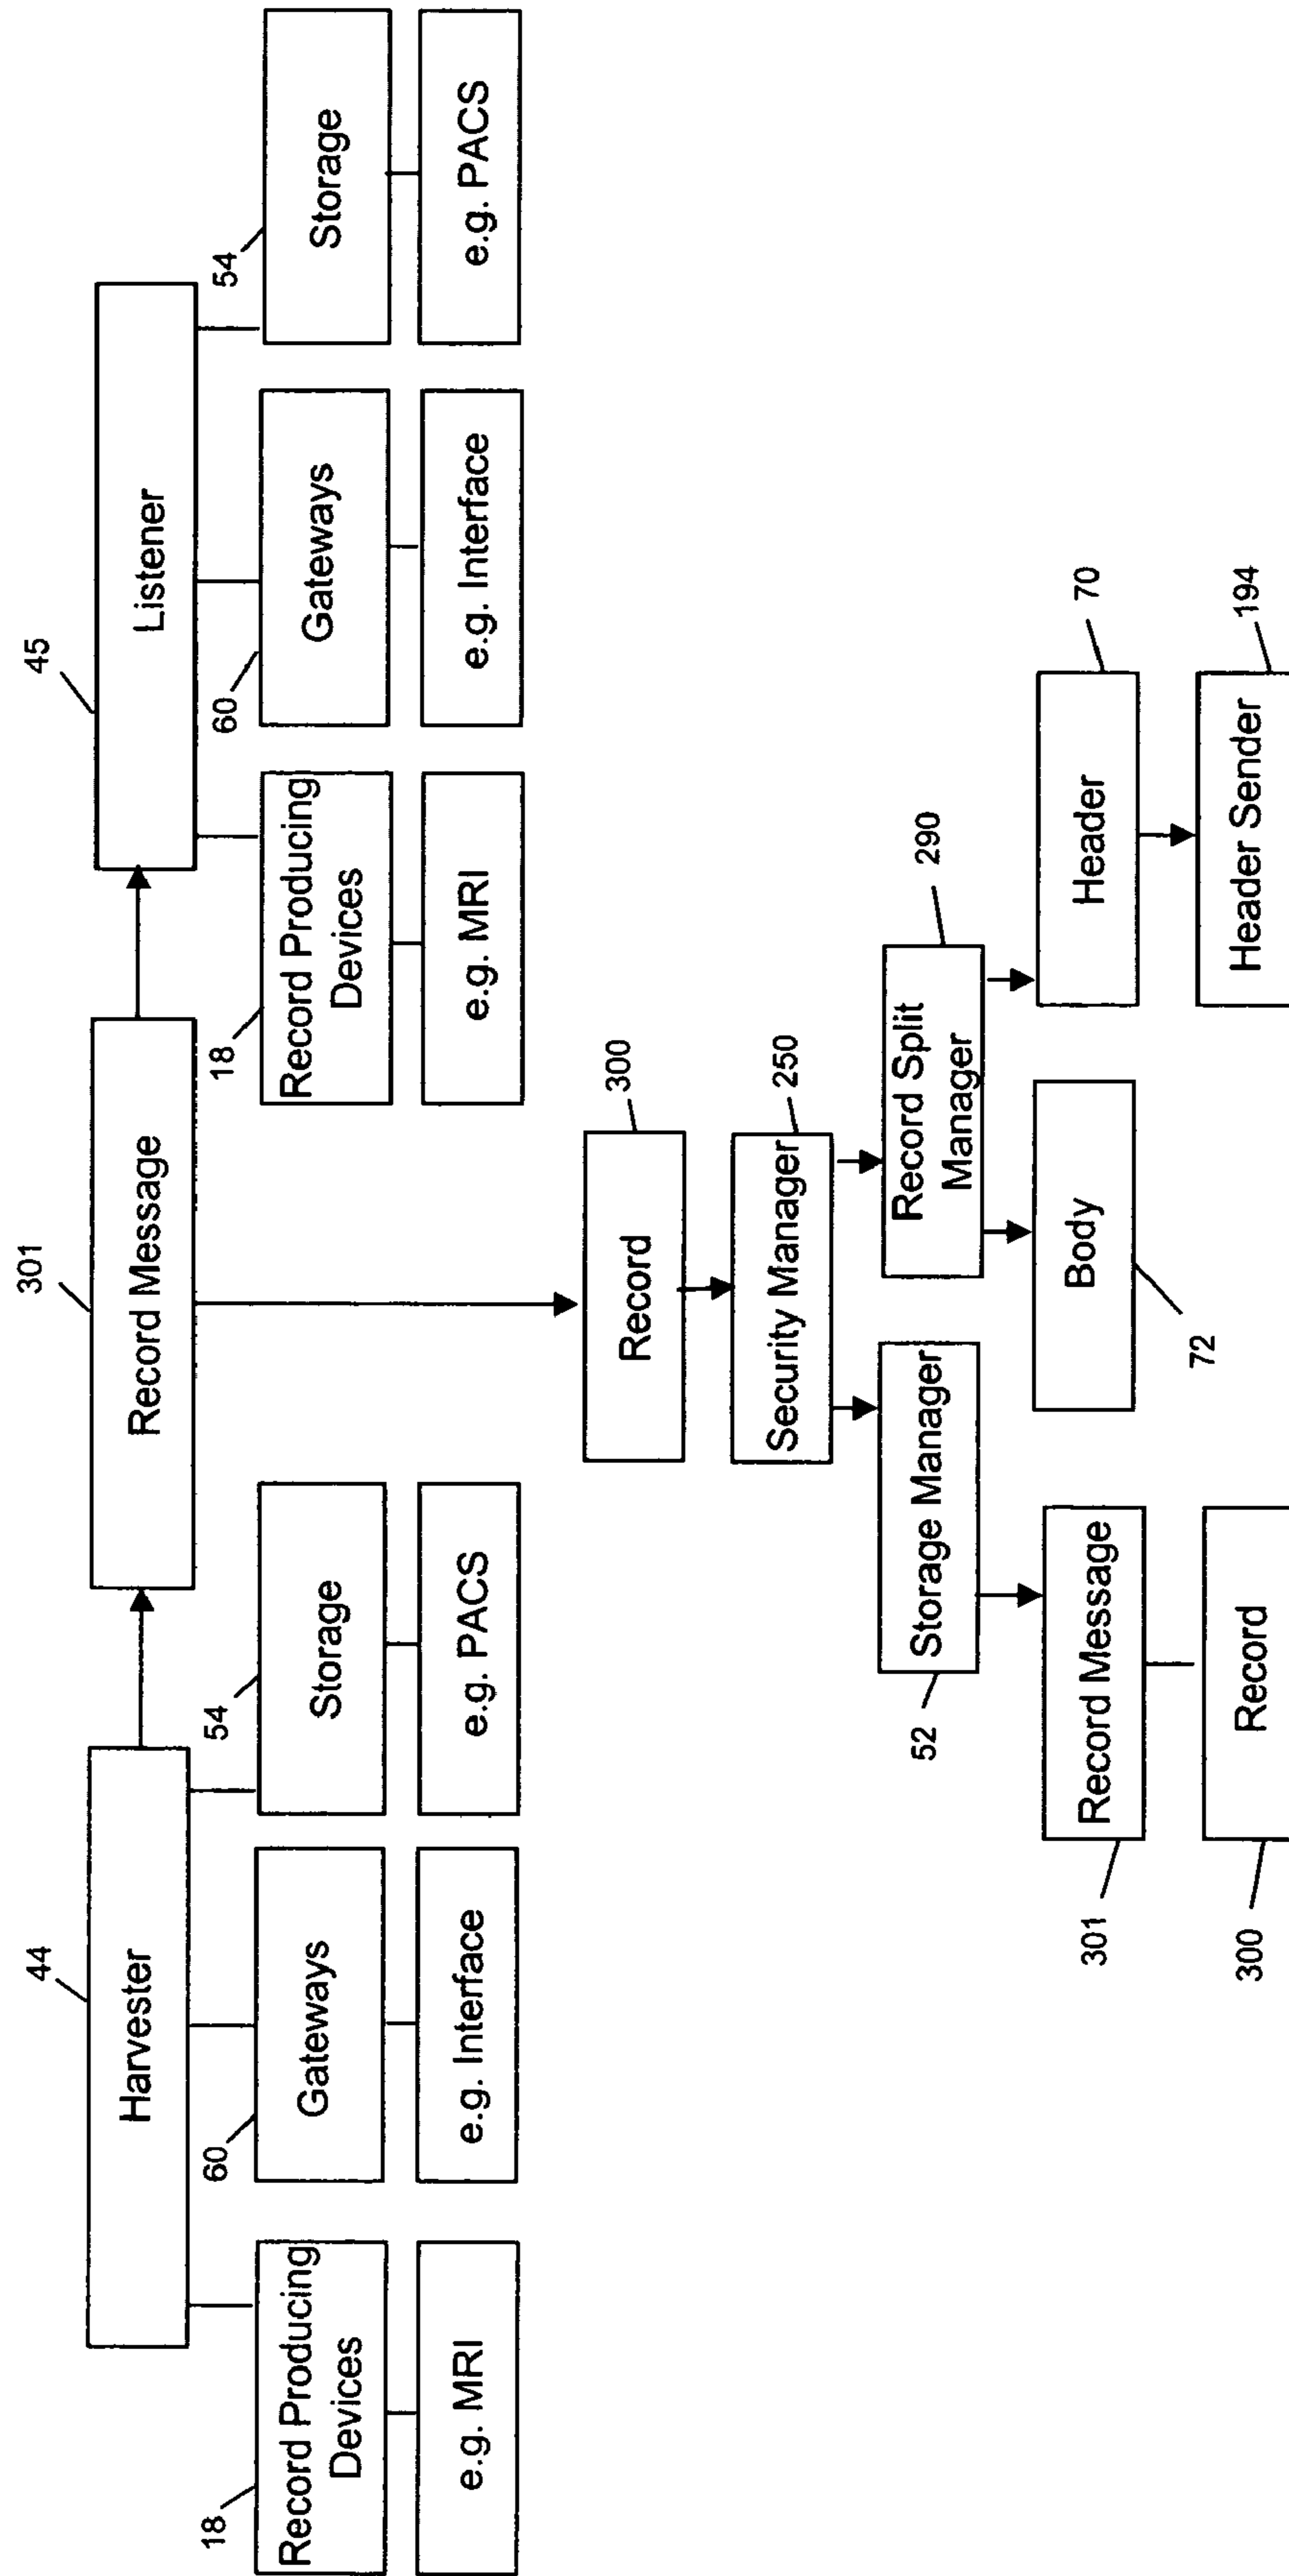 44
301
45
Harvester
Record Message
Listener
18
60
54
18
60
54
Record Producing
Devices
Gateways
Storage
Record Producing
Devices
Gateways
Storage
e.g. MRI
e.g. Interface
e.g. PACS
e.g. MRI
e.g. Interface
e.g. PACS
300
Record
250
Security Manager
290
52
Storage Manager
Record Split
Manager
70
301
Record Message
Body
Header
72
194
300
Record
Header Sender